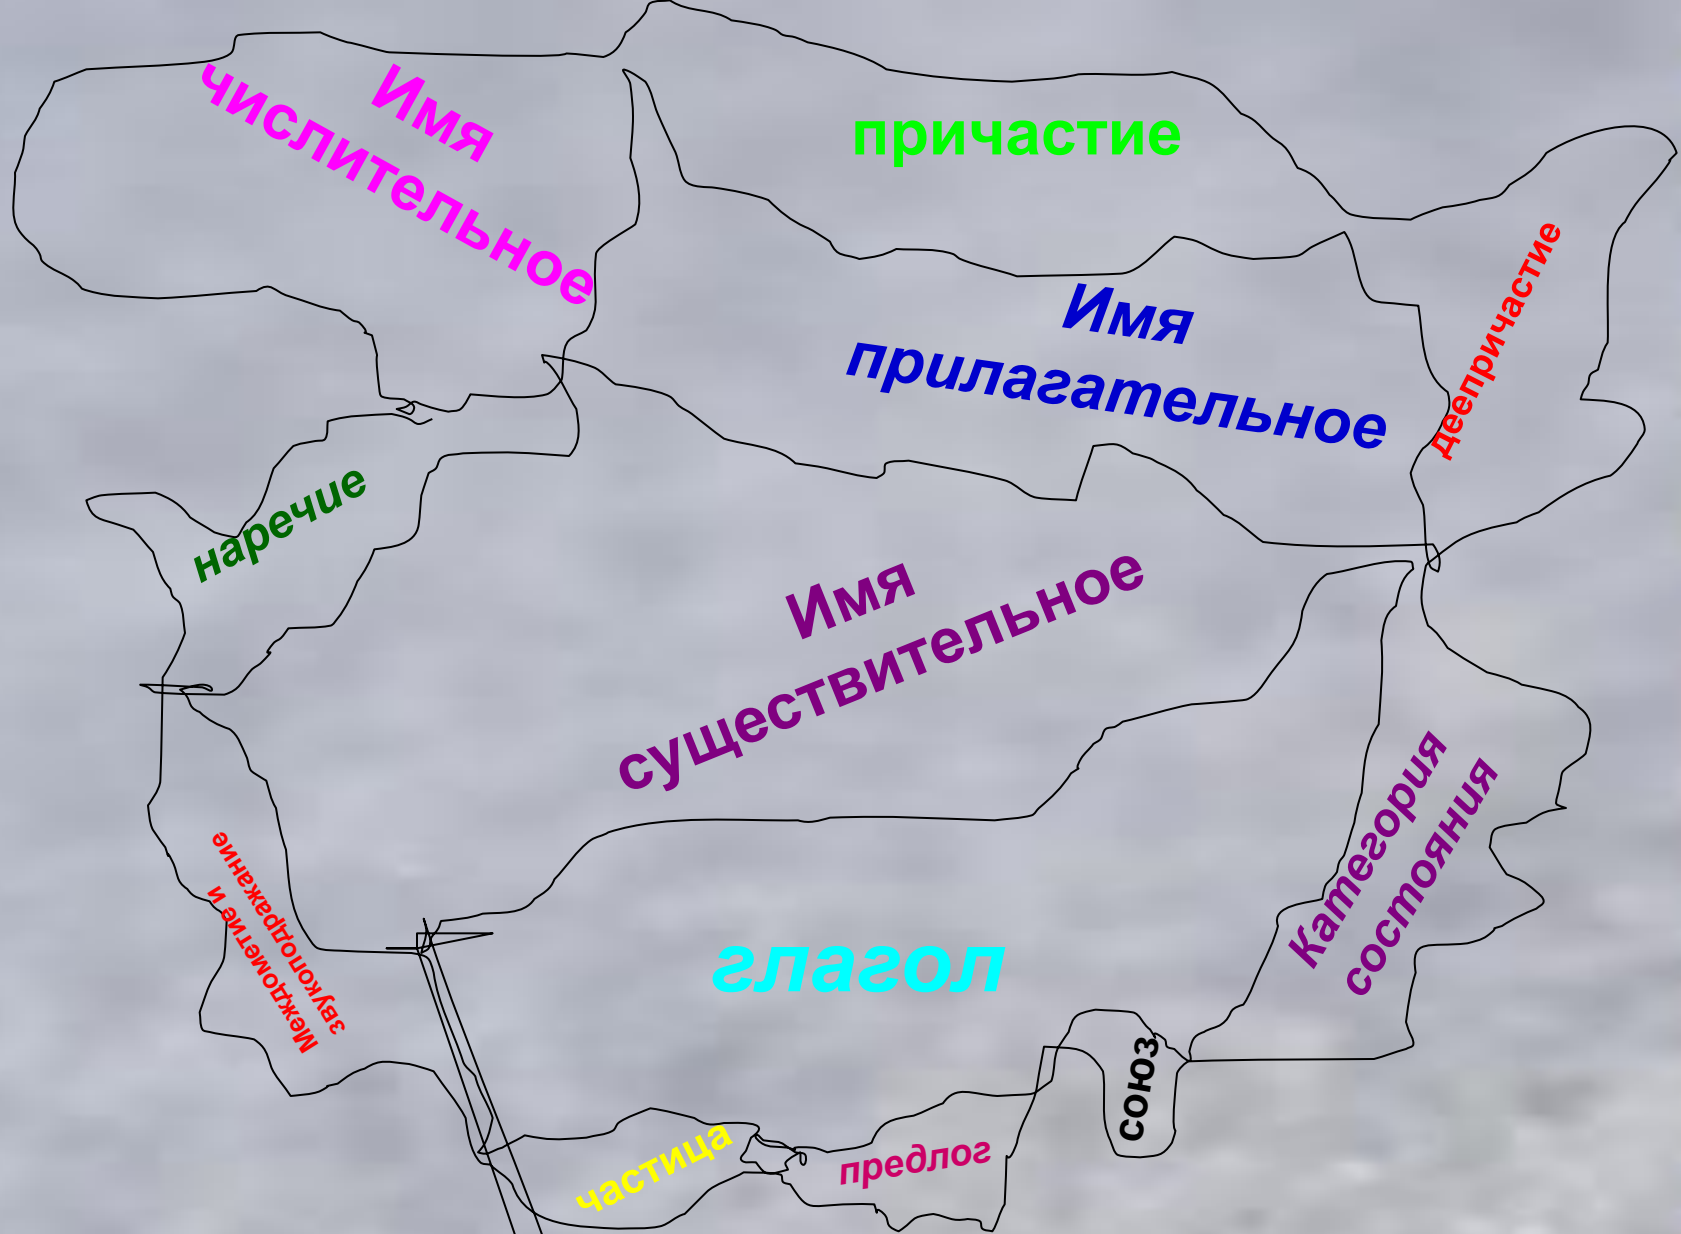 Имя
числительное
причастие
Имя
прилагательное
деепричастие
наречие
Имя
существительное
Категория
состояния
Междометие и
звукоподражание
глагол
союз
частица
предлог